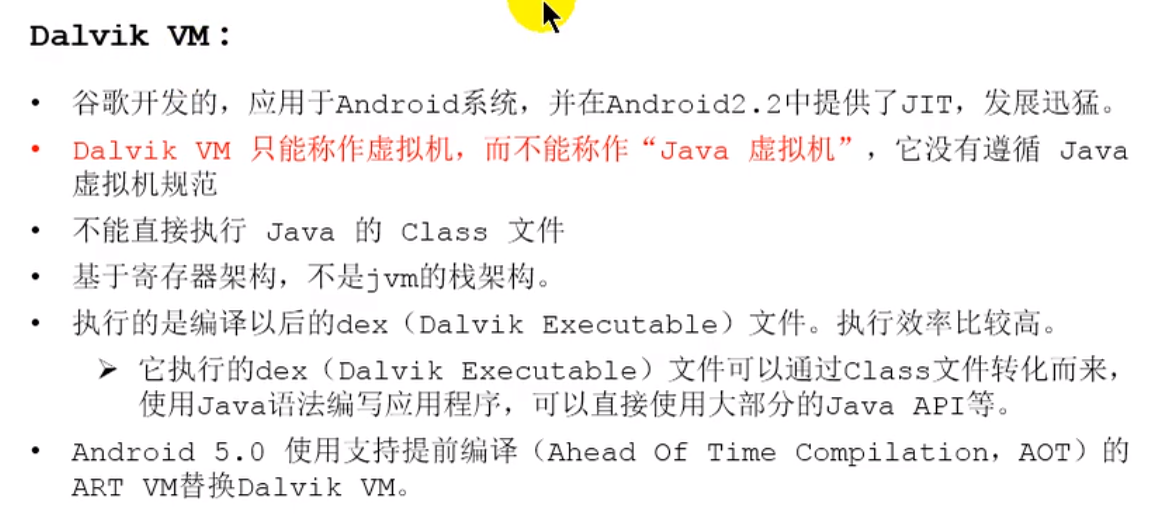 Dalvik VM：
• 谷歌开发的，应用于Android系统，并在Android2.2中提供了JIT，发展迅猛。
• Dalvik VM 只能称作虚拟机，而不能称作“Java 虚拟机”，它没有遵循 Java
虚拟机规范
• 不能直接执行 Java 的 Class 文件
• 基于寄存器架构，不是jvm的栈架构。
• 执行的是编译以后的dex（Dalvik Executable）文件。执行效率比较高。
➢ 它执行的dex（Dalvik Executable）文件可以通过Class文件转化而来，
使用Java语法编写应用程序，可以直接使用大部分的Java API等。
• Android 5.0 使用支持提前编译（Ahead Of Time Compilation，AOT）的
ART VM替换Dalvik VM。